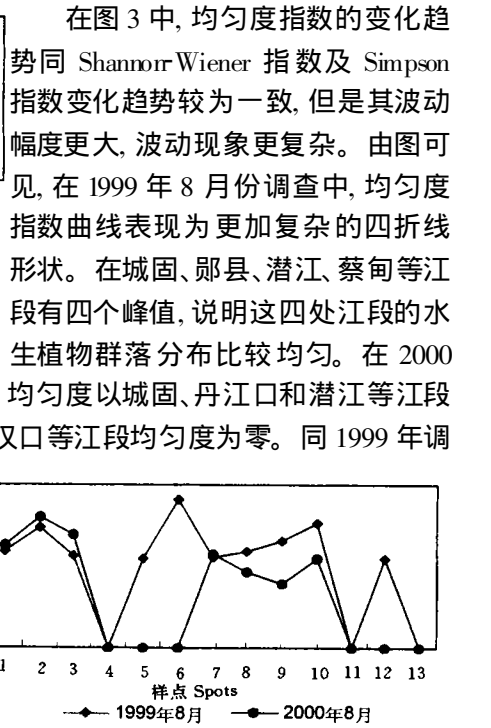 在图 3 中, 均匀度指数的变化趋
势同 Shannon-Wiener 指数及 Simpson
指数变化趋势较为一致, 但是其波动
幅度更大, 波动现象更复杂。由图可
见, 在 1999 年 8 月份调查中, 均匀度
指数曲线表现为更加复杂的四折线
形状。在城固、郧县、潜江、蔡甸等江
段有四个峰值, 说明这四处江段的水
生植物群落分布比较均匀。在 2000
均匀度以城固、丹江口和潜江等江段
汉口等江段均匀度为零。同 1999 年调
1 2 3 4 5 6 7 8 9 10 11 12 13
样点 Spots
1999年8月 2000年8月